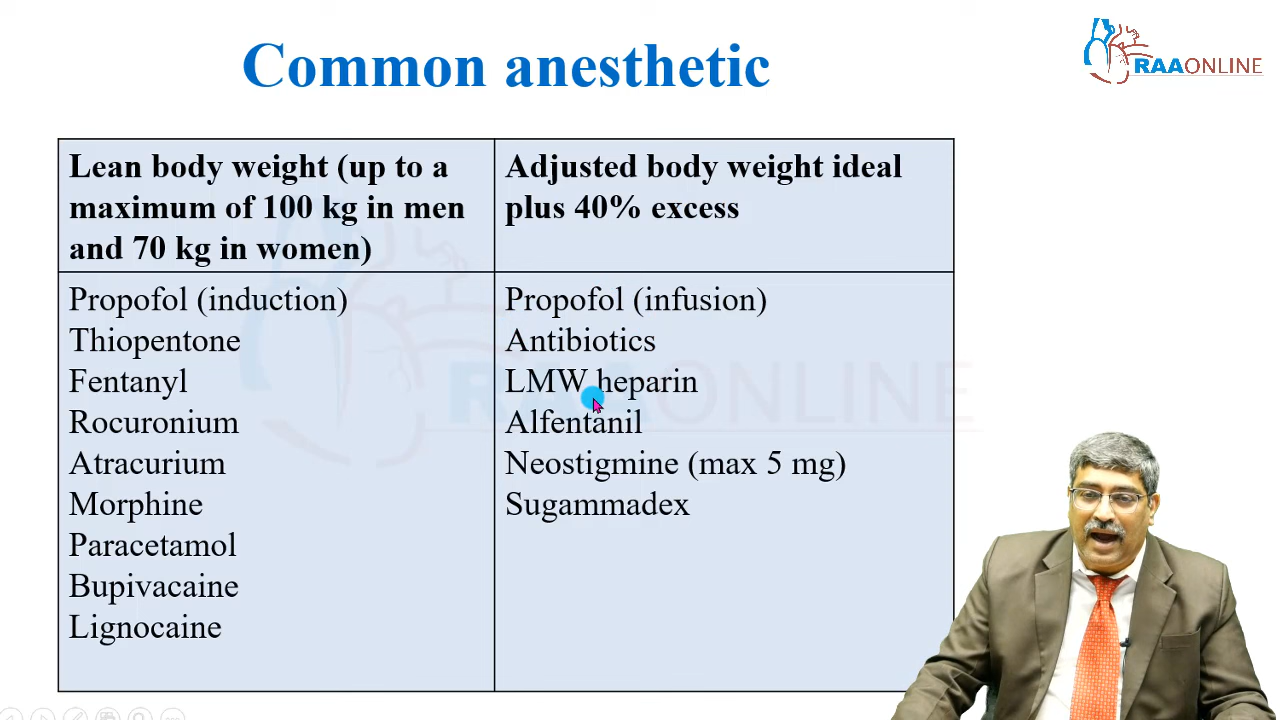 Common anesthetic
RAAONLINE
Lean body weight (up to a
maximum of 100 kg in men
and 70 kg in women)
Adjusted body weight ideal
plus 40% excess
Propofol (induction)
Thiopentone
Fentanyl
Rocuronium
Atracurium
Morphine
Paracetamol
Bupivacaine
Lignocaine
Propofol (infusion)
Antibiotics
LMW heparin
Alfentanil
Neostigmine (max 5 mg)
Sugammadex
RAAONLINE